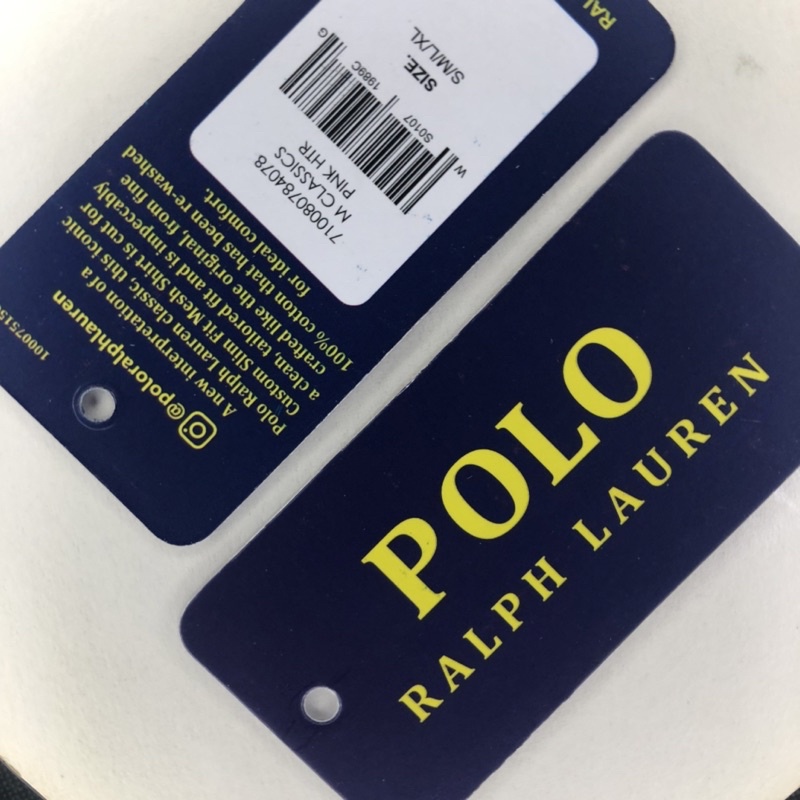 POLO
RALPH LAUREN
@poloralphlauren
A new interpretation of a
Polo Ralph Lauren classic, this iconic
Custom Slim Fit Mesh Shirt is cut for
a clean, tailored fit and is impeccably
crafted like the original, from fine
100% cotton that has been re-washed
for ideal comfort.
710080784078
M CLASSICS
PINK HTR
W
S0107
1989C
G
SIZE.
S/M/L/XL